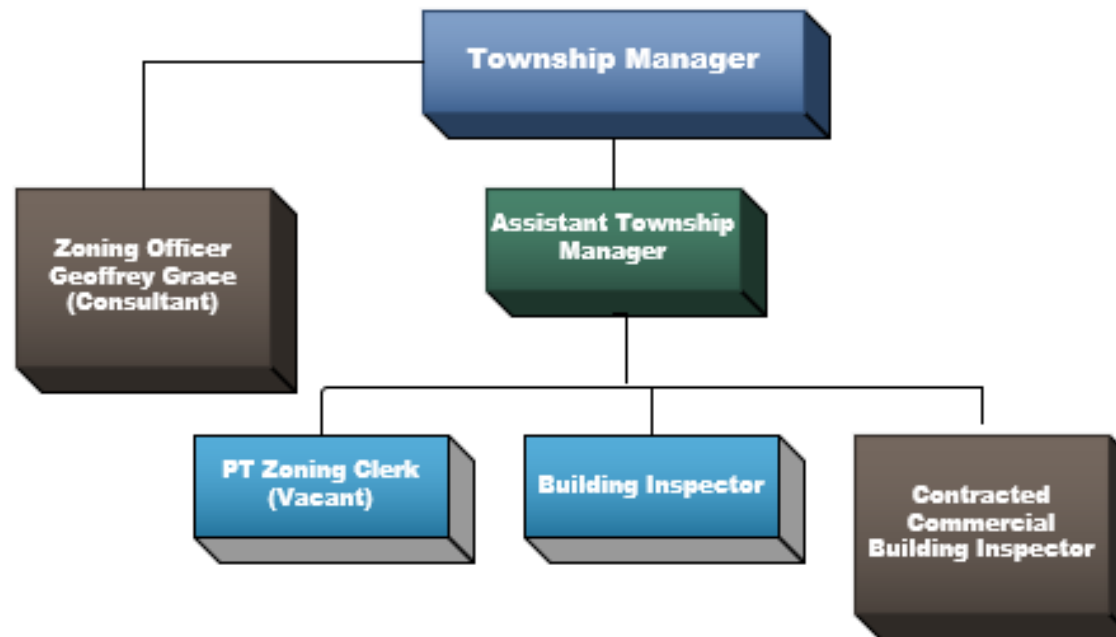 Township Manager
Assistant Township
Manager
Zoning Officer
Geoffrey Grace
(Consultant)
PT Zoning Clerk
(Vacant)
Building Inspector
Contracted
Commercial
Building Inspector